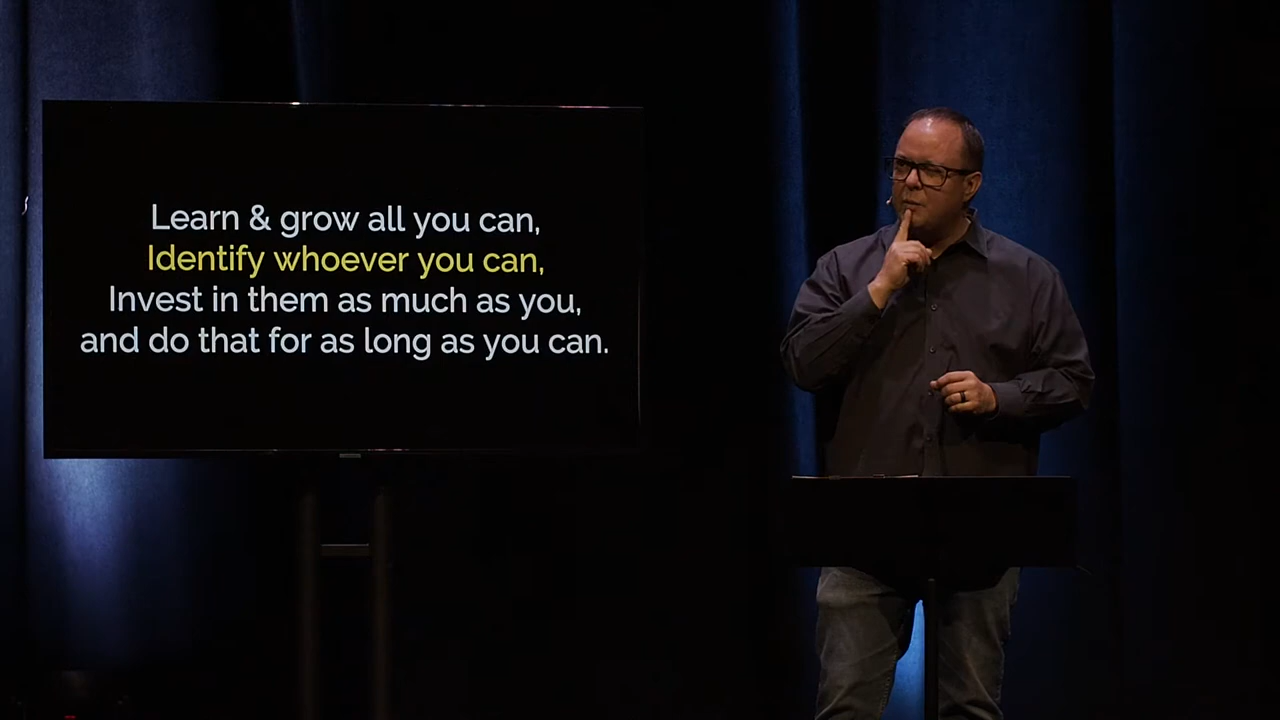 Learn & grow all you can,
Identify whoever you can,
Invest in them as much as you,
and do that for as long as you can.